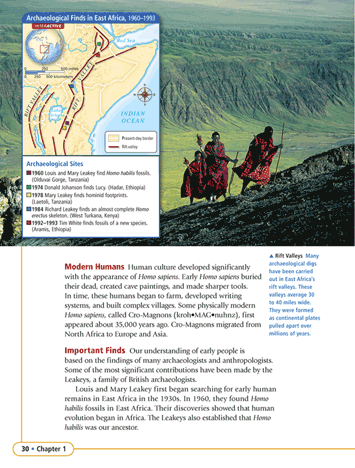 Archaeological Finds in East Africa, 1960–1993
Red Sea
0 250 500 miles
0 250 500 kilometers
RIFT VALLEY
RIFT VALLEY
INDIAN
OCEAN
Present-day border
Rift valley
Archaeological Sites
1960 Louis and Mary Leakey find Homo habilis fossils.
(Olduvai Gorge, Tanzania)
1974 Donald Johanson finds Lucy. (Hadar, Ethiopia)
1978 Mary Leakey finds hominid footprints.
(Laetoli, Tanzania)
1984 Richard Leakey finds an almost complete Homo
erectus skeleton. (West Turkana, Kenya)
1992–1993 Tim White finds fossils of a new species.
(Aramis, Ethiopia)
▲ Rift Valleys Many
archaeological digs
have been carried
out in East Africa's
rift valleys. These
valleys average 30
to 40 miles wide.
They were formed
as continental plates
pulled apart over
millions of years.
Modern Humans Human culture developed significantly
with the appearance of Homo sapiens. Early Homo sapiens buried
their dead, created cave paintings, and made sharper tools.
In time, these humans began to farm, developed writing
systems, and built complex villages. Some physically modern
Homo sapiens, called Cro-Magnons (kroh•MAG•nuhnz), first
appeared about 35,000 years ago. Cro-Magnons migrated from
North Africa to Europe and Asia.
Important Finds Our understanding of early people is
based on the findings of many archaeologists and anthropologists.
Some of the most significant contributions have been made by the
Leakeys, a family of British archaeologists.
Louis and Mary Leakey first began searching for early human
remains in East Africa in the 1930s. In 1960, they found Homo
habilis fossils in East Africa. Their discoveries showed that human
evolution began in Africa. The Leakeys also established that Homo
habilis was our ancestor.
30 • Chapter 1